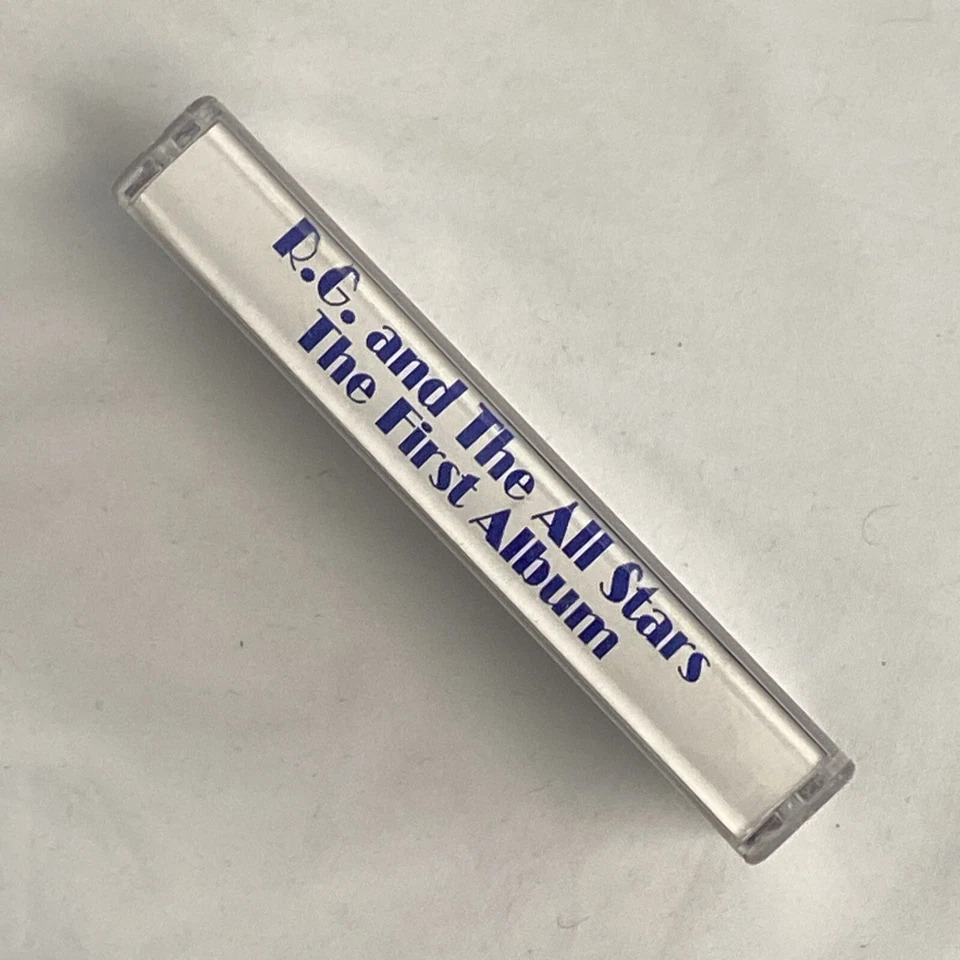 R.G. and The All Stars
The First Album